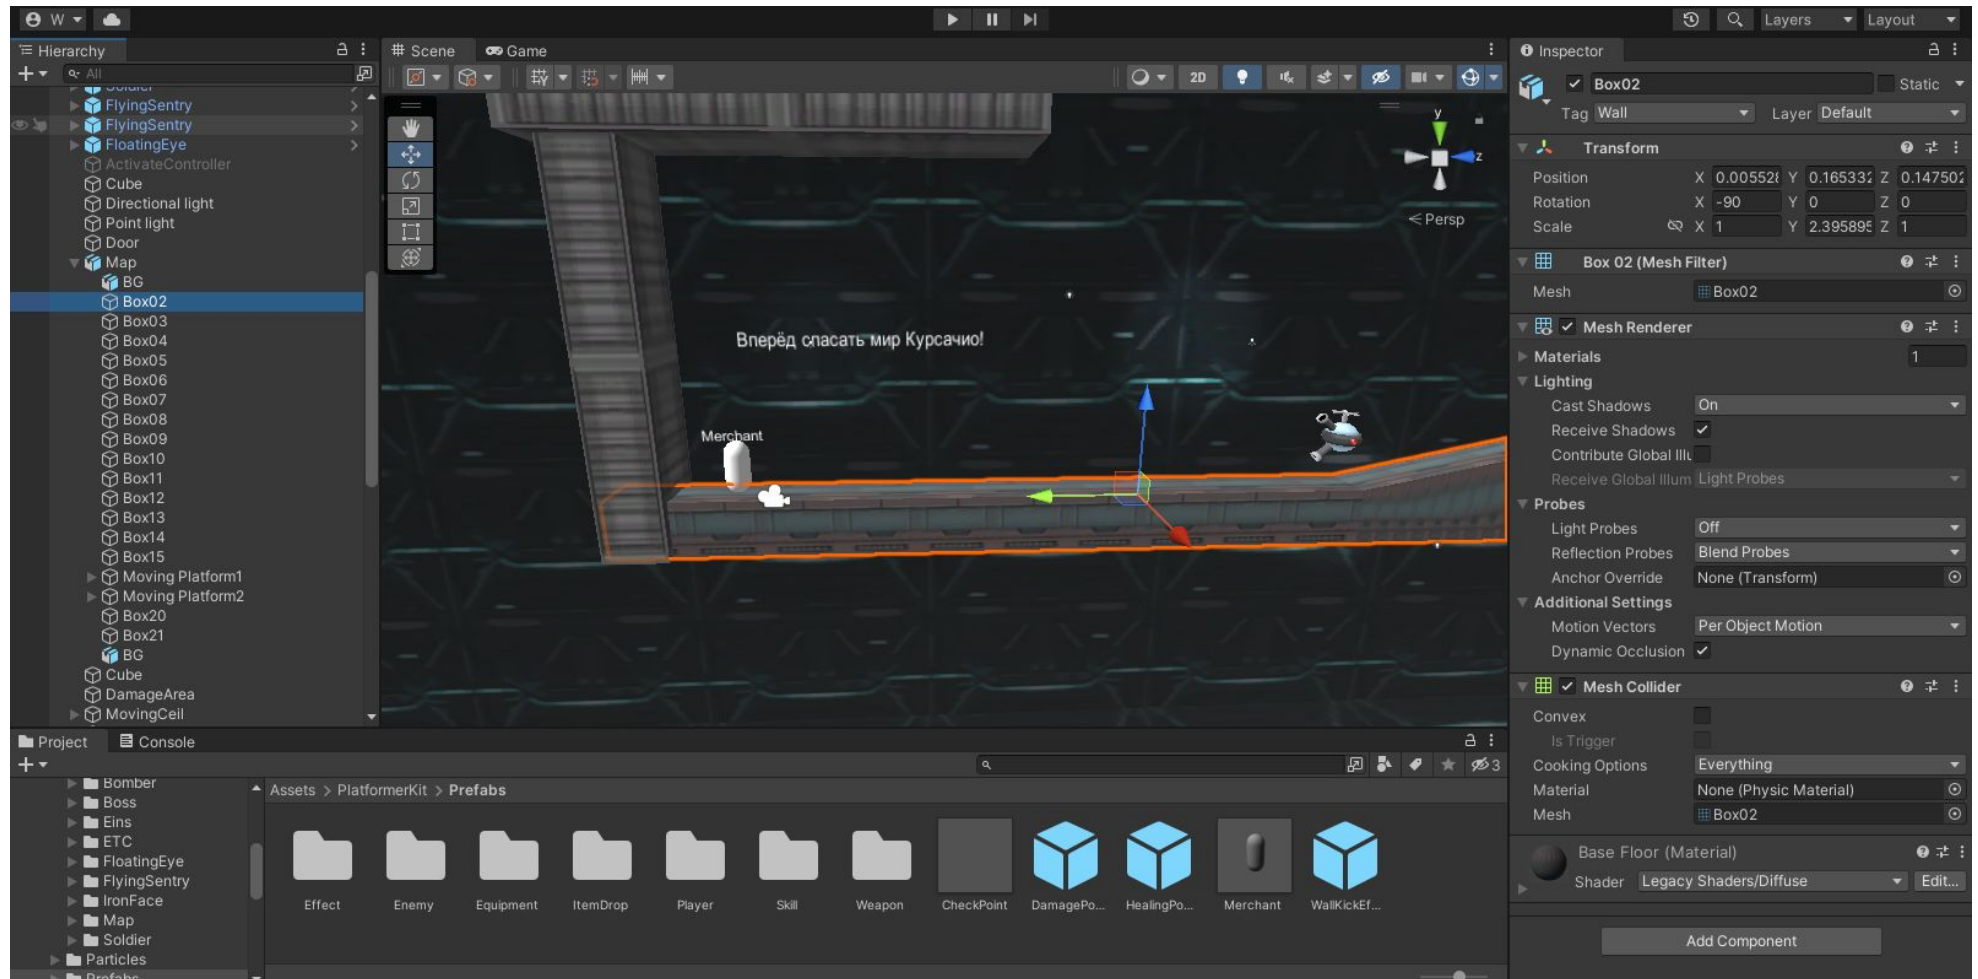 W
Layers
Layout
Hierarchy
Scene
Game
Inspector
All
2D
Box02
Static
Tag Wall
Layer Default
Soldier
FlyingSentry
FlyingSentry
FloatingEye
ActivateController
Cube
Directional light
Point light
Door
Map
BG
Box02
Box03
Box04
Box05
Box06
Box07
Box08
Box09
Box10
Box11
Box12
Box13
Box14
Box15
Moving Platform1
Moving Platform2
Box20
Box21
BG
Cube
DamageArea
MovingCeil
y
z
Persp
Вперёд спасать мир Курсачио!
Merchant
Transform
Position X 0.005528 Y 0.165332 Z 0.147502
Rotation X -90 Y 0 Z 0
Scale X 1 Y 2.395895 Z 1
Box 02 (Mesh Filter)
Mesh Box02
Mesh Renderer
Materials 1
Lighting
Cast Shadows On
Receive Shadows
Contribute Global Illu
Receive Global Illum Light Probes
Probes
Light Probes Off
Reflection Probes Blend Probes
Anchor Override None (Transform)
Additional Settings
Motion Vectors Per Object Motion
Dynamic Occlusion
Mesh Collider
Convex
Is Trigger
Cooking Options Everything
Material None (Physic Material)
Mesh Box02
Base Floor (Material)
Shader Legacy Shaders/Diffuse Edit...
Add Component
Project
Console
3
Bomber
Boss
Eins
ETC
FloatingEye
FlyingSentry
IronFace
Map
Soldier
Particles
Prefabs
Assets > PlatformerKit > Prefabs
Effect
Enemy
Equipment
ItemDrop
Player
Skill
Weapon
CheckPoint
DamagePo...
HealingPo...
Merchant
WallKickEf...